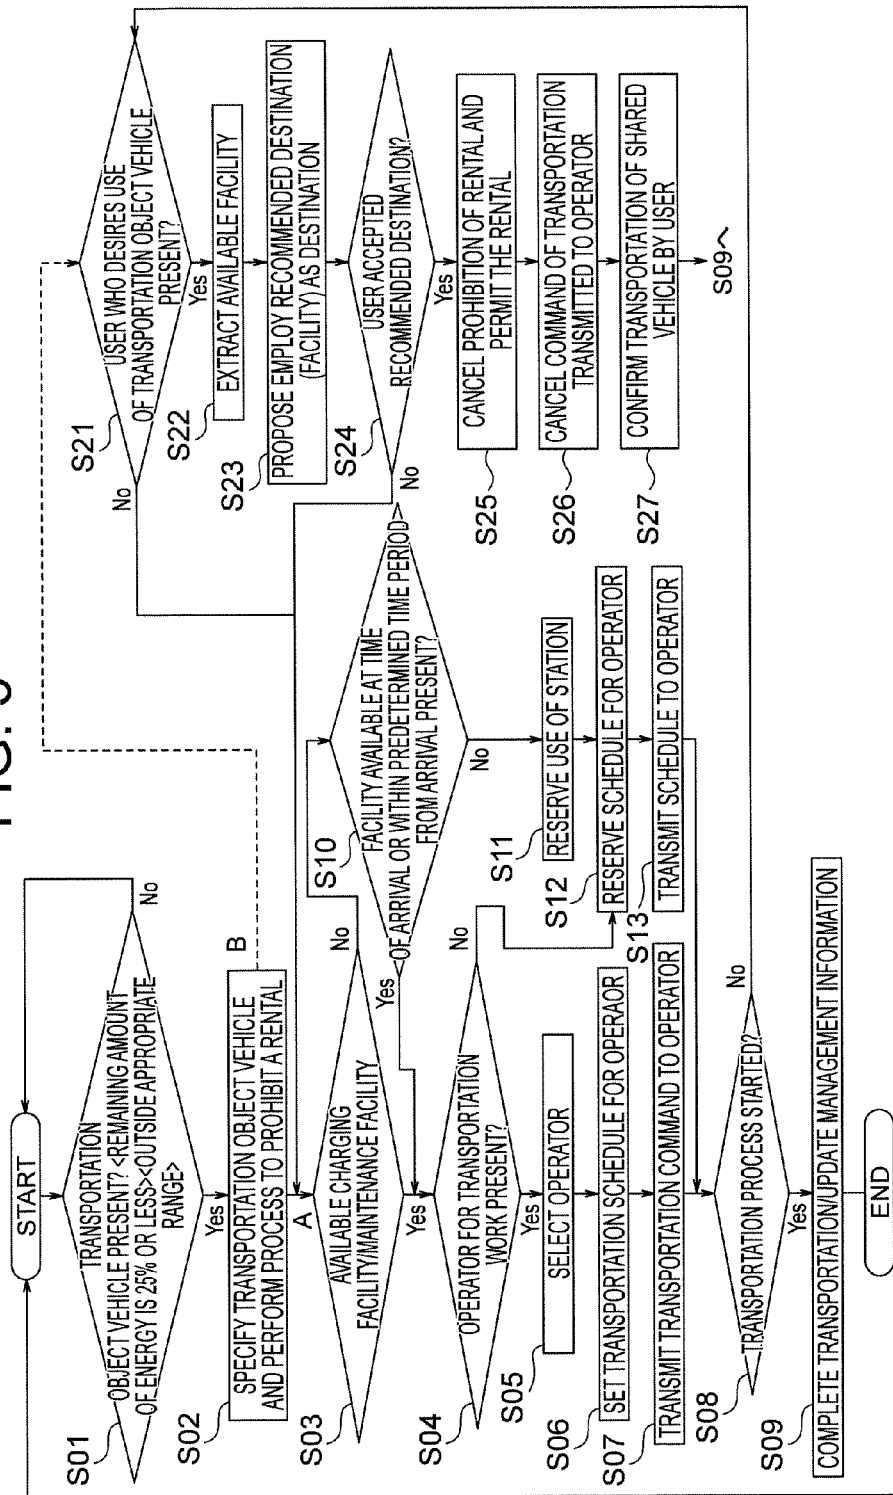 START
S01
TRANSPORTATION
OBJECT VEHICLE PRESENT? <REMAINING AMOUNT
OF ENERGY IS 25% OR LESS><OUTSIDE APPROPRIATE
RANGE>
No
Yes
S02
SPECIFY TRANSPORTATION OBJECT VEHICLE
AND PERFORM PROCESS TO PROHIBIT A RENTAL
B
A
S03
AVAILABLE CHARGING
FACILITY/MAINTENANCE FACILITY
No
Yes
S04
OPERATOR FOR TRANSPORTATION
WORK PRESENT?
No
Yes
S05
SELECT OPERATOR
S06
SET TRANSPORTATION SCHEDULE FOR OPERAOR
S07
TRANSMIT TRANSPORTATION COMMAND TO OPERATOR
S08
TRANSPORTATION PROCESS STARTED?
No
Yes
S09
COMPLETE TRANSPORTATION/UPDATE MANAGEMENT INFORMATION
END
S10
FACILITY AVAILABLE AT TIME
OF ARRIVAL OR WITHIN PREDETERMINED TIME PERIOD
FROM ARRIVAL PRESENT?
Yes
No
S11
RESERVE USE OF STATION
S12
RESERVE SCHEDULE FOR OPERATOR
S13
TRANSMIT SCHEDULE TO OPERATOR
S21
USER WHO DESIRES USE
OF TRANSPORTATION OBJECT VEHICLE
PRESENT?
No
Yes
S22
EXTRACT AVAILABLE FACILITY
S23
PROPOSE EMPLOY RECOMMENDED DESTINATION
(FACILITY) AS DESTINATION
S24
USER ACCEPTED
RECOMMENDED DESTINATION?
No
Yes
S25
CANCEL PROHIBITION OF RENTAL AND
PERMIT THE RENTAL
S26
CANCEL COMMAND OF TRANSPORTATION
TRANSMITTED TO OPERATOR
S27
CONFIRM TRANSPORTATION OF SHARED
VEHICLE BY USER
S09へ